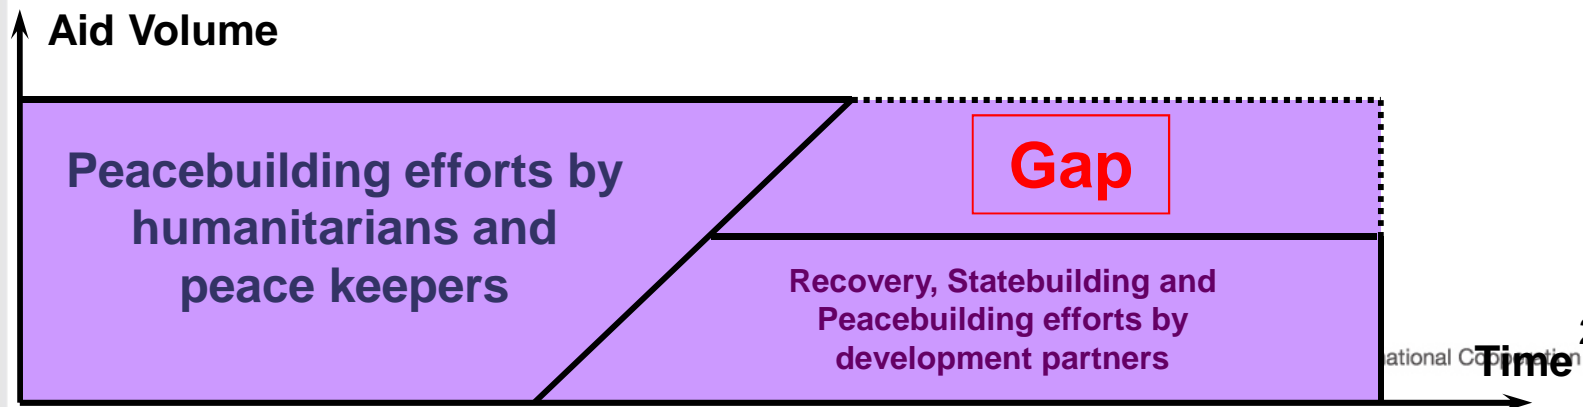 Aid Volume
Peacebuilding efforts by
humanitarians and
peace keepers
Gap
Recovery, Statebuilding and
Peacebuilding efforts by
development partners
Time